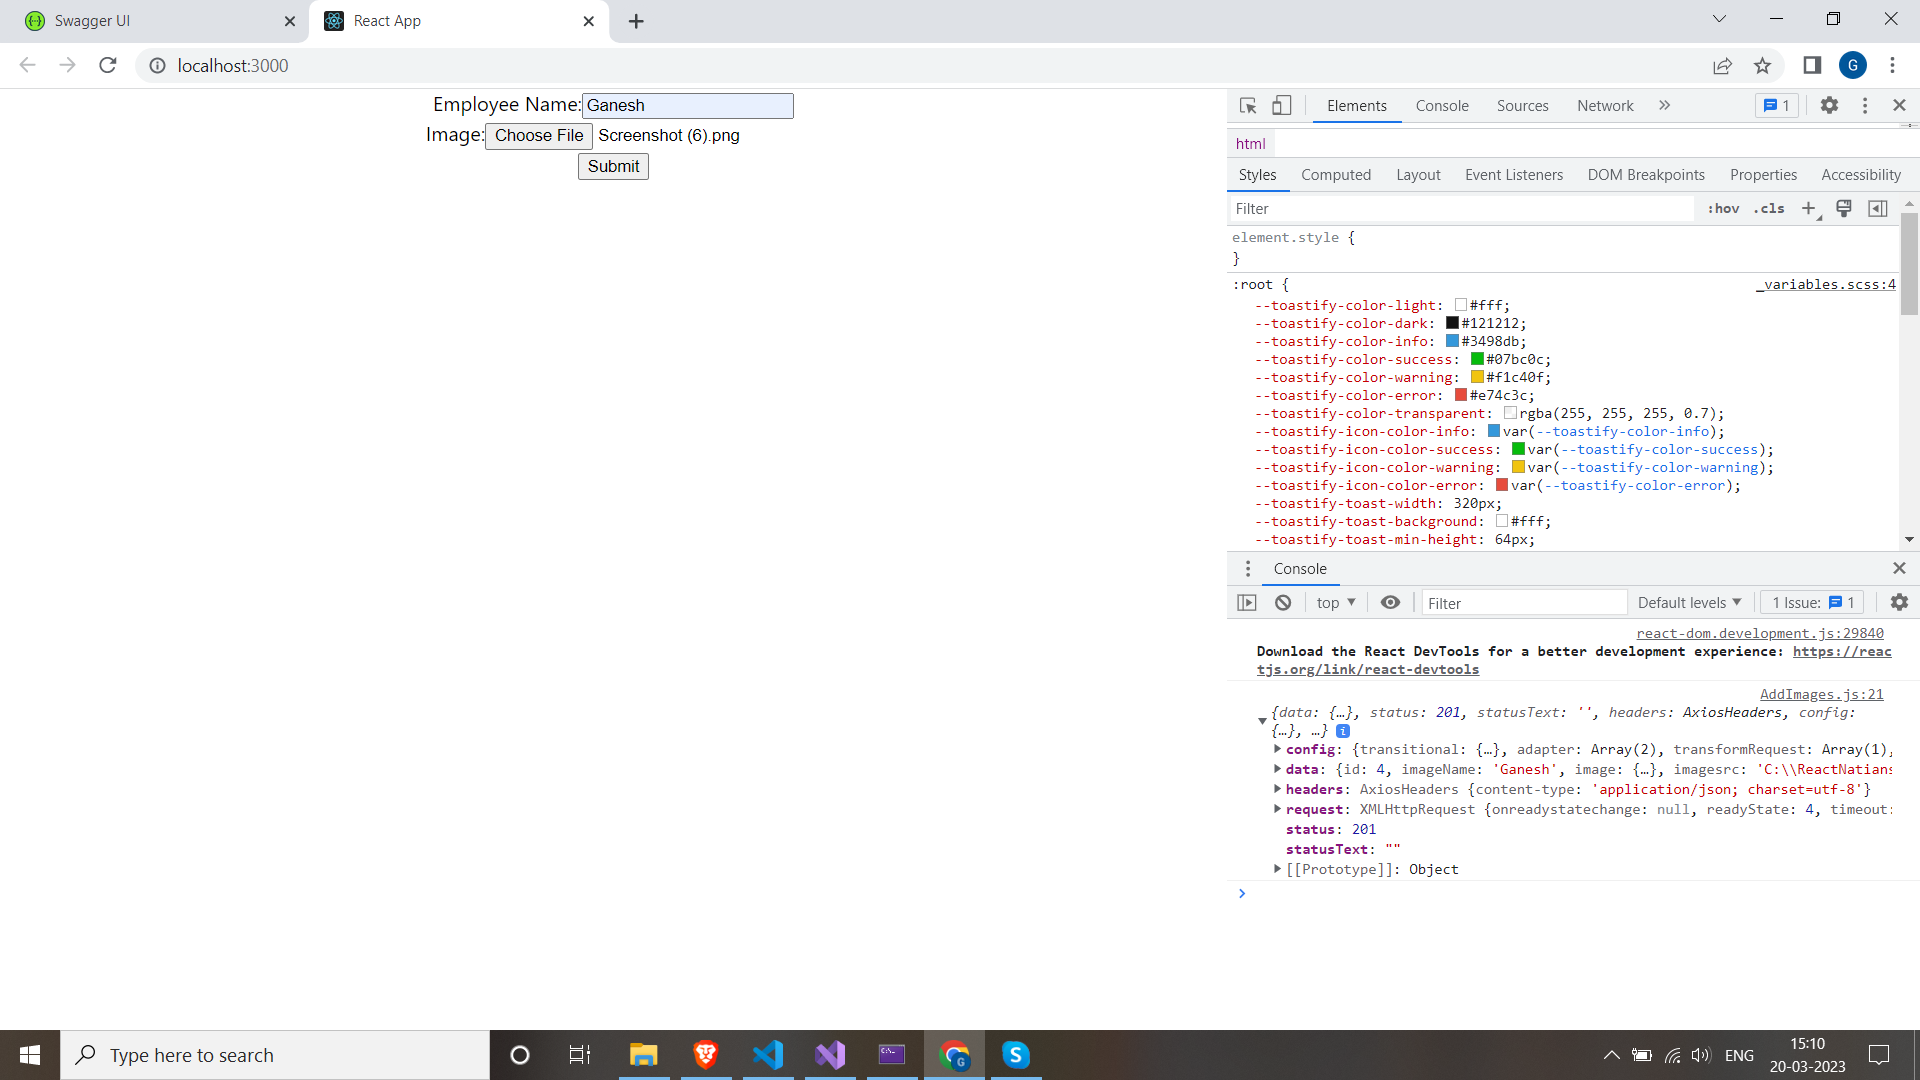 Swagger UI
React App
localhost:3000
G
Employee Name:
Ganesh
Image:
Choose File
Screenshot (6).png
Submit
Elements
Console
Sources
Network
1
html
Styles
Computed
Layout
Event Listeners
DOM Breakpoints
Properties
Accessibility
Filter
:hov
.cls
element.style {
}
:root {
_variables.scss:4
--toastify-color-light: #fff;
--toastify-color-dark: #121212;
--toastify-color-info: #3498db;
--toastify-color-success: #07bc0c;
--toastify-color-warning: #f1c40f;
--toastify-color-error: #e74c3c;
--toastify-color-transparent: rgba(255, 255, 255, 0.7);
--toastify-icon-color-info: var(--toastify-color-info);
--toastify-icon-color-success: var(--toastify-color-success);
--toastify-icon-color-warning: var(--toastify-color-warning);
--toastify-icon-color-error: var(--toastify-color-error);
--toastify-toast-width: 320px;
--toastify-toast-background: #fff;
--toastify-toast-min-height: 64px;
Console
top
Filter
Default levels
1 Issue: 1
react-dom.development.js:29840
Download the React DevTools for a better development experience: https://reac
tjs.org/link/react-devtools
AddImages.js:21
{data: {…}, status: 201, statusText: '', headers: AxiosHeaders, config:
{…}, …}
config: {transitional: {…}, adapter: Array(2), transformRequest: Array(1),
data: {id: 4, imageName: 'Ganesh', image: {…}, imagesrc: 'C:\\ReactNatians
headers: AxiosHeaders {content-type: 'application/json; charset=utf-8'}
request: XMLHttpRequest {onreadystatechange: null, readyState: 4, timeout:
status: 201
statusText: ""
[[Prototype]]: Object
Type here to search
ENG
15:10
20-03-2023